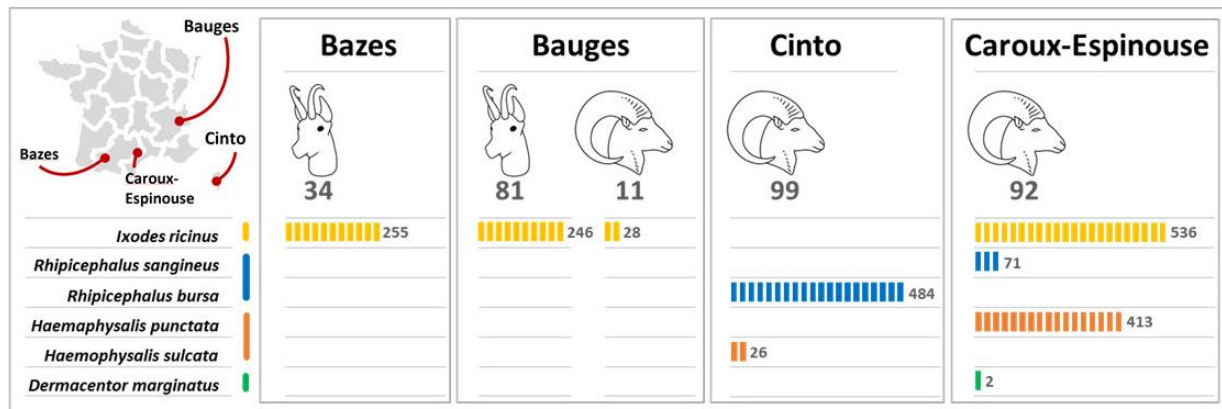 Bauges
Cinto
Bazes
Caroux-
Espinouse
Bazes
Bauges
Cinto
Caroux-Espinouse
34
81
11
99
92
Ixodes ricinus
255
246
28
536
Rhipicephalus sangineus
71
Rhipicephalus bursa
484
Haemaphysalis punctata
413
Haemophysalis sulcata
26
Dermacentor marginatus
2